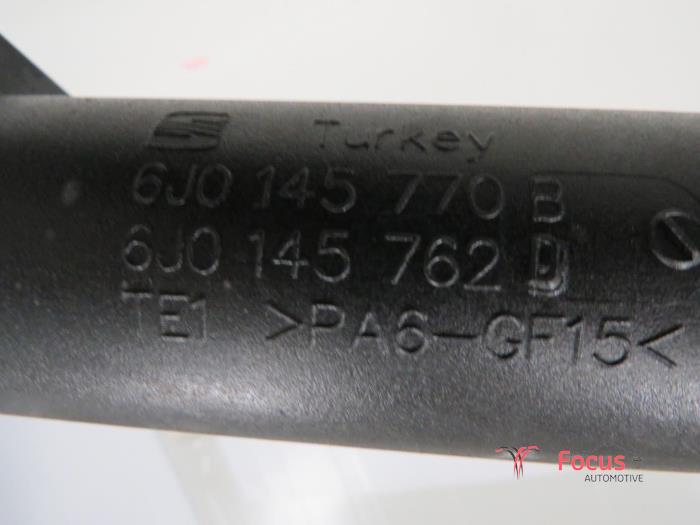 Turkey
6J0 145 770 B
6J0 145 762 D
TE1 >PA6-GF15<
Focus
AUTOMOTIVE